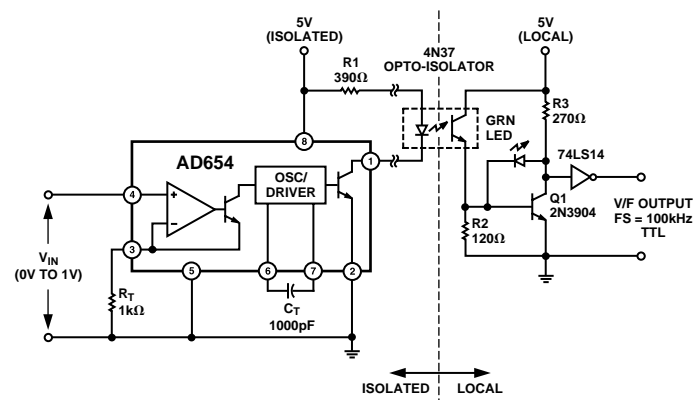 5V
(ISOLATED)
R1
390Ω
4N37
OPTO-ISOLATOR
5V
(LOCAL)
R3
270Ω
GRN
LED
74LS14
8
AD654
1
OSC/
DRIVER
4
+
–
3
VIN
(0V TO 1V)
RT
1kΩ
5
6
7
2
CT
1000pF
R2
120Ω
Q1
2N3904
V/F OUTPUT
FS = 100kHz
TTL
ISOLATED
LOCAL